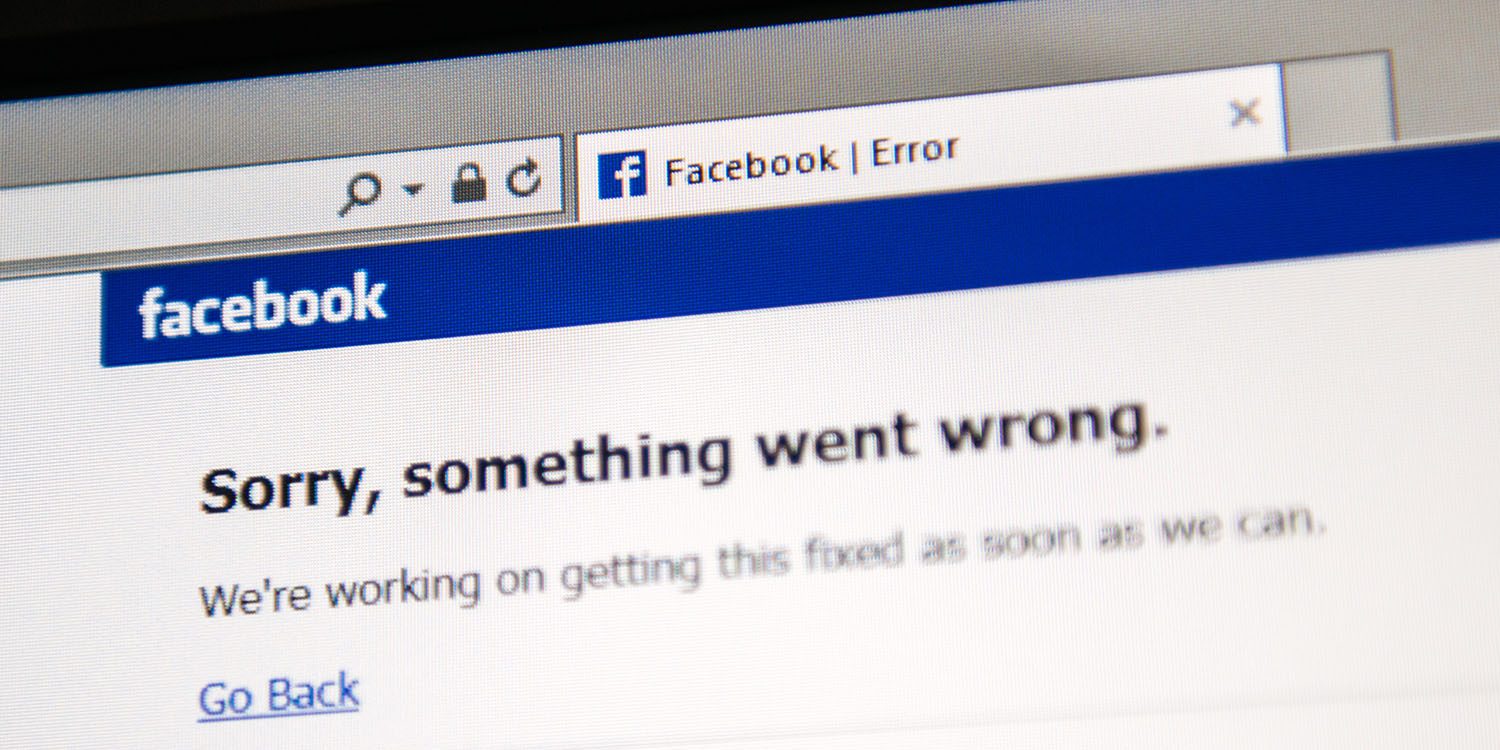 Facebook | Error
facebook
Sorry, something went wrong.
We're working on getting this fixed as soon as we can.
Go Back